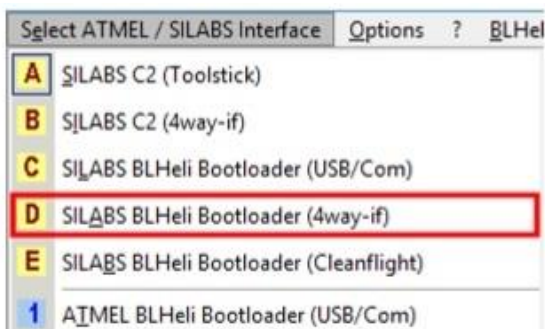 Select ATMEL / SILABS Interface Options ? BLHel
A SILABS C2 (Toolstick)
B SILABS C2 (4way-if)
C SILABS BLHeli Bootloader (USB/Com)
D SILABS BLHeli Bootloader (4way-if)
E SILABS BLHeli Bootloader (Cleanflight)
1 ATMEL BLHeli Bootloader (USB/Com)